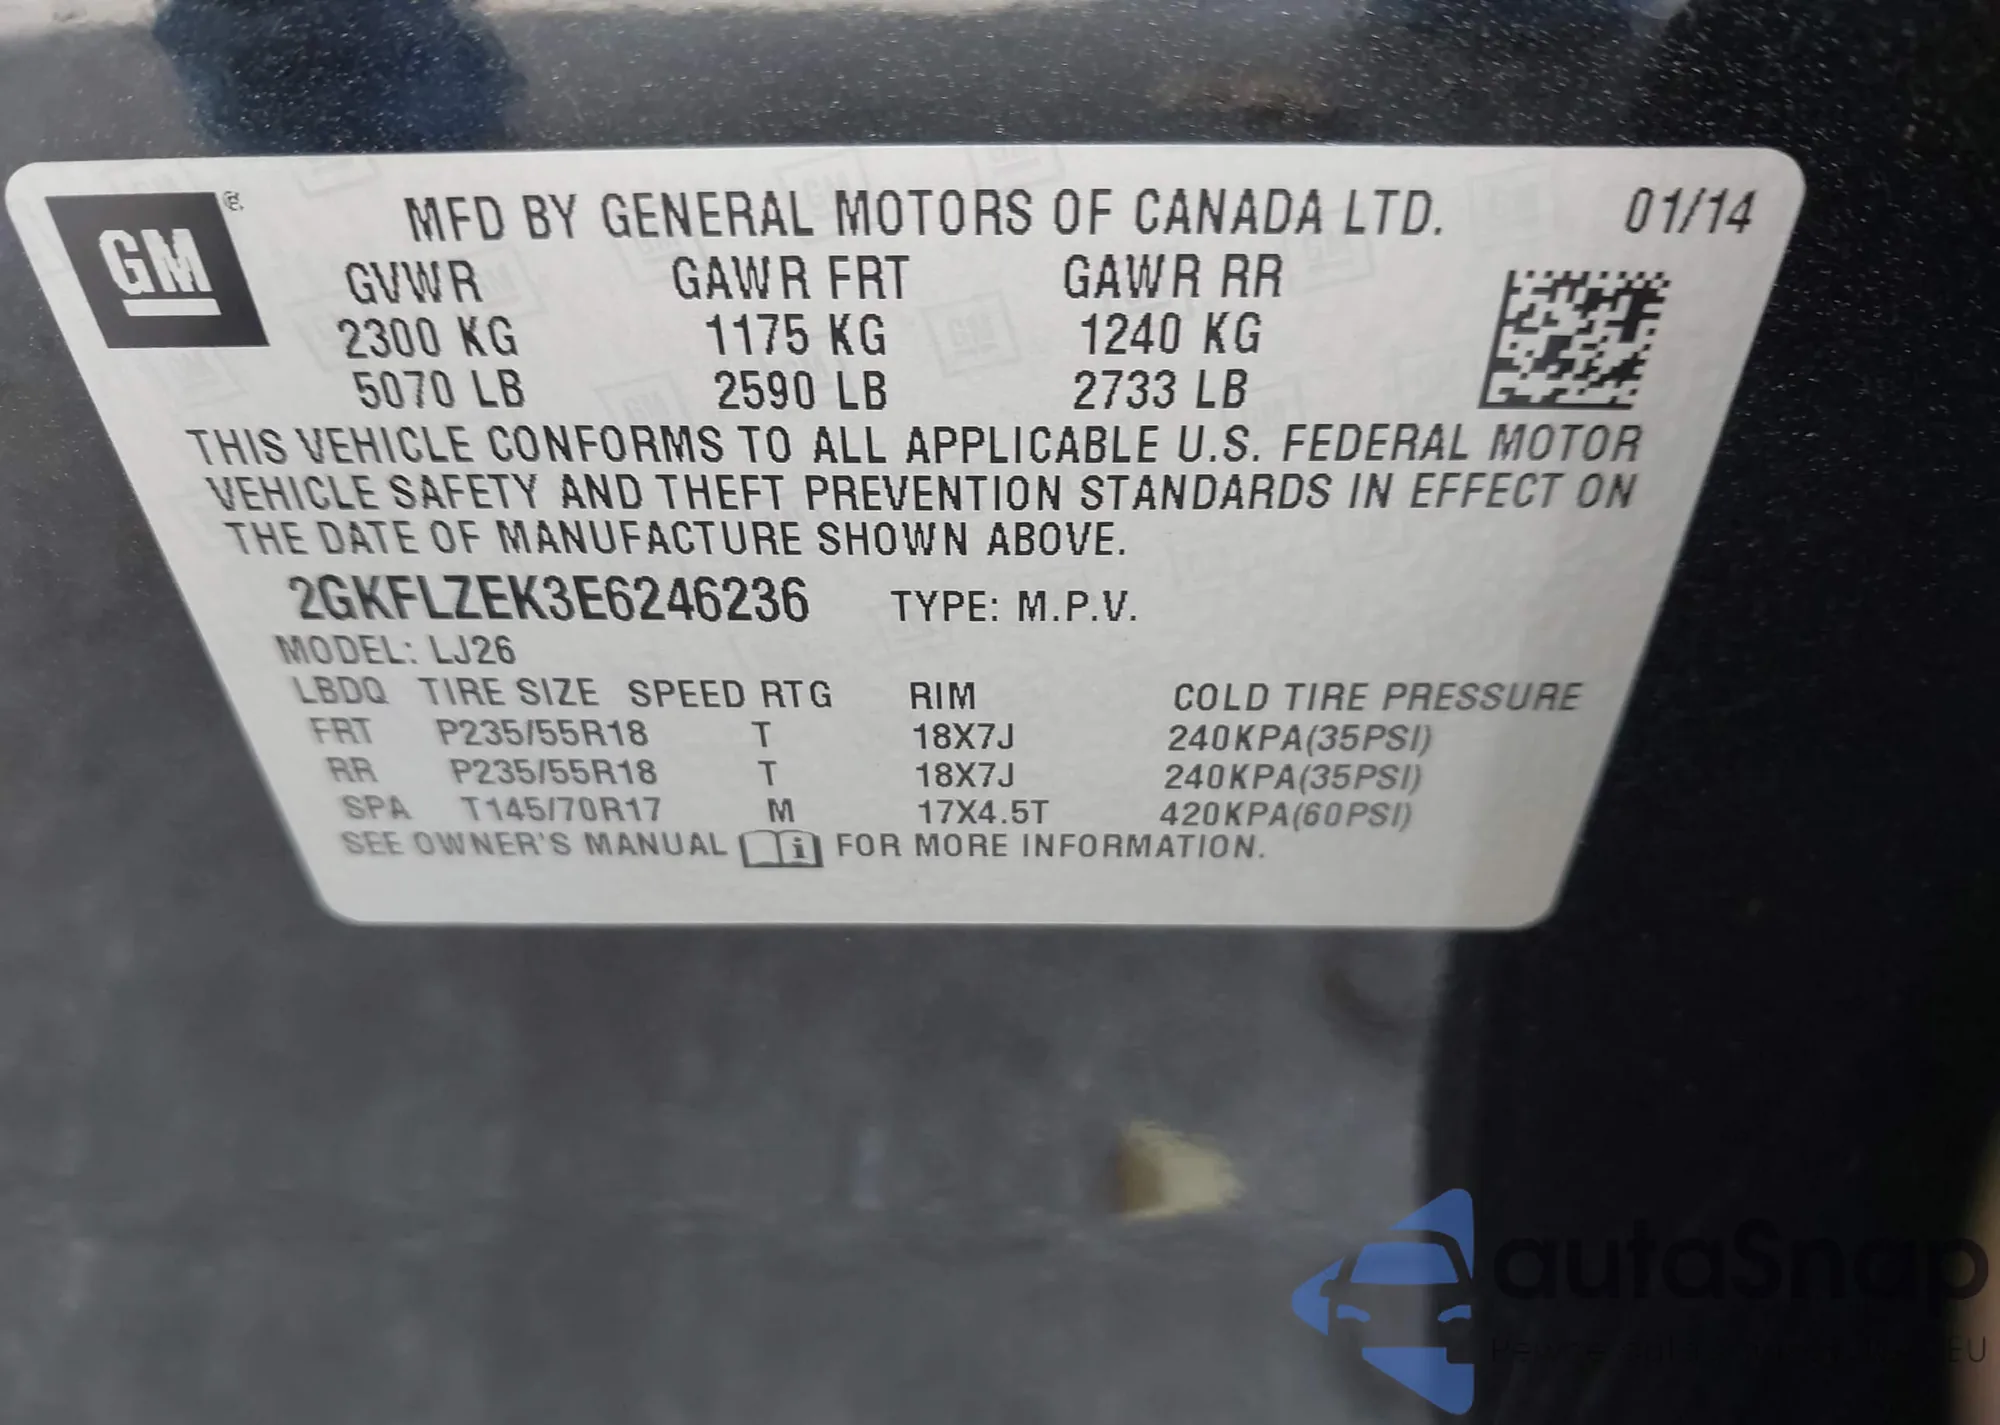 GM ®. MFD BY GENERAL MOTORS OF CANADA LTD. 01/14
GVWR GAWR FRT GAWR RR
2300 KG 1175 KG 1240 KG
5070 LB 2590 LB 2733 LB
THIS VEHICLE CONFORMS TO ALL APPLICABLE U.S. FEDERAL MOTOR
VEHICLE SAFETY AND THEFT PREVENTION STANDARDS IN EFFECT ON
THE DATE OF MANUFACTURE SHOWN ABOVE.
2GKFLZEK3E6246236 TYPE: M.P.V.
MODEL: LJ26
LBDQ TIRE SIZE SPEED RTG RIM COLD TIRE PRESSURE
FRT P235/55R18 T 18X7J 240KPA(35PSI)
RR P235/55R18 T 18X7J 240KPA(35PSI)
SPA T145/70R17 M 17X4.5T 420KPA(60PSI)
SEE OWNER'S MANUAL i FOR MORE INFORMATION.
autaSnap
EU